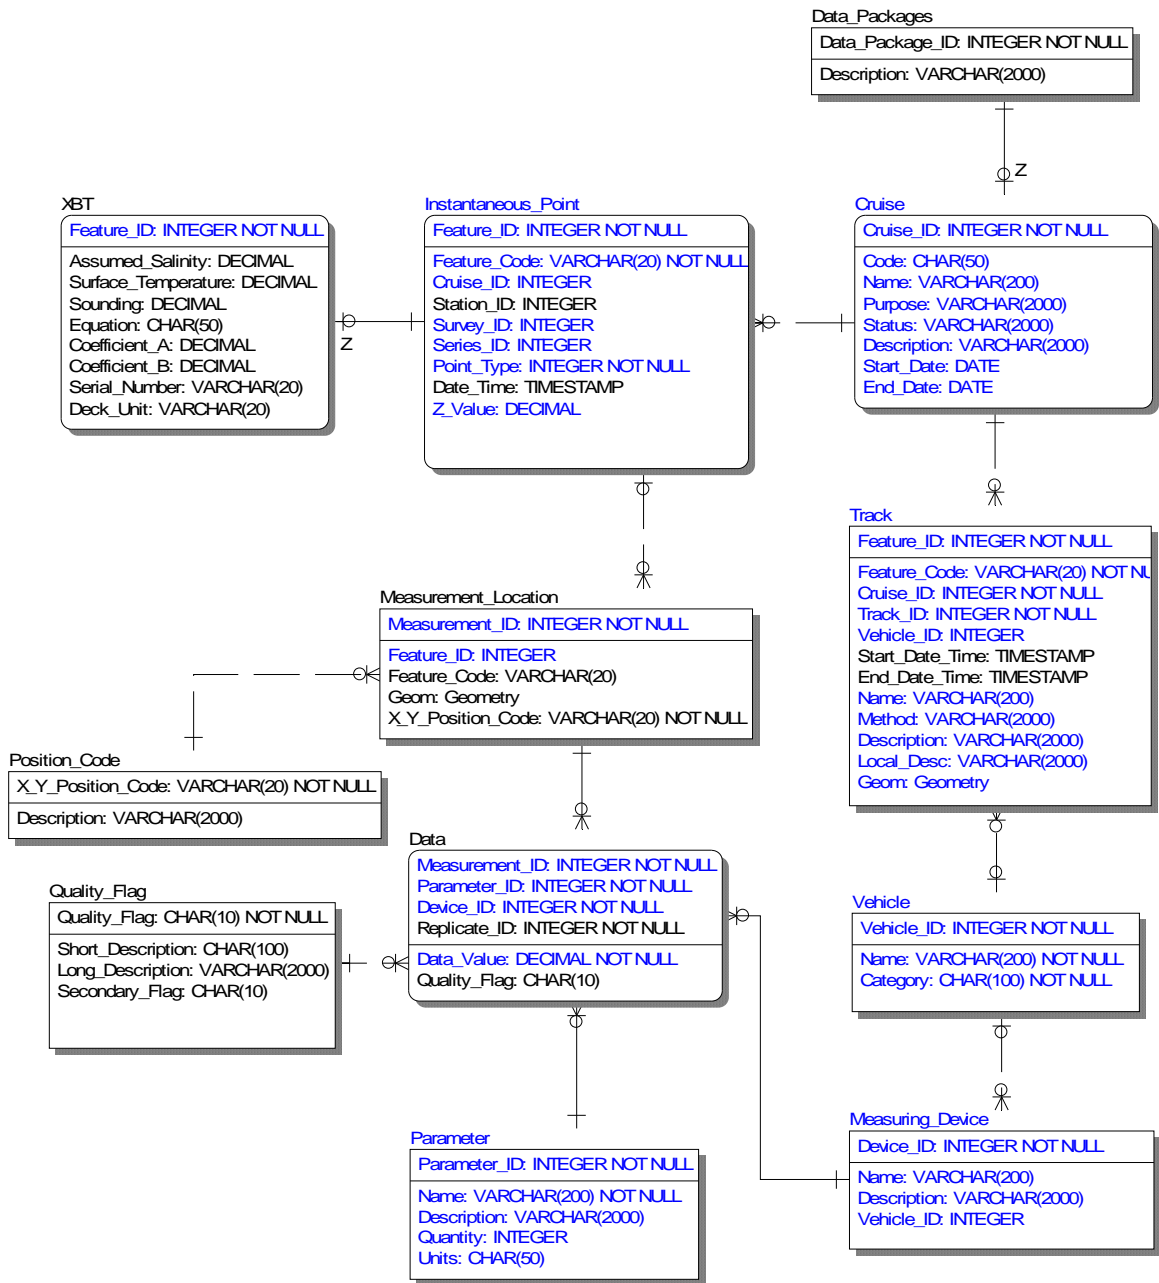 Data_Packages
Data_Package_ID: INTEGER NOT NULL
Description: VARCHAR(2000)
Z
XBT
Feature_ID: INTEGER NOT NULL
Assumed_Salinity: DECIMAL
Surface_Temperature: DECIMAL
Sounding: DECIMAL
Equation: CHAR(50)
Coefficient_A: DECIMAL
Coefficient_B: DECIMAL
Serial_Number: VARCHAR(20)
Deck_Unit: VARCHAR(20)
Z
Instantaneous_Point
Feature_ID: INTEGER NOT NULL
Feature_Code: VARCHAR(20) NOT NULL
Cruise_ID: INTEGER
Station_ID: INTEGER
Survey_ID: INTEGER
Series_ID: INTEGER
Point_Type: INTEGER NOT NULL
Date_Time: TIMESTAMP
Z_Value: DECIMAL
Cruise
Cruise_ID: INTEGER NOT NULL
Code: CHAR(50)
Name: VARCHAR(200)
Purpose: VARCHAR(2000)
Status: VARCHAR(2000)
Description: VARCHAR(2000)
Start_Date: DATE
End_Date: DATE
Track
Feature_ID: INTEGER NOT NULL
Feature_Code: VARCHAR(20) NOT NU
Cruise_ID: INTEGER NOT NULL
Track_ID: INTEGER NOT NULL
Vehicle_ID: INTEGER
Start_Date_Time: TIMESTAMP
End_Date_Time: TIMESTAMP
Name: VARCHAR(200)
Method: VARCHAR(2000)
Description: VARCHAR(2000)
Local_Desc: VARCHAR(2000)
Geom: Geometry
Measurement_Location
Measurement_ID: INTEGER NOT NULL
Feature_ID: INTEGER
Feature_Code: VARCHAR(20)
Geom: Geometry
X_Y_Position_Code: VARCHAR(20) NOT NULL
Position_Code
X_Y_Position_Code: VARCHAR(20) NOT NULL
Description: VARCHAR(2000)
Data
Measurement_ID: INTEGER NOT NULL
Parameter_ID: INTEGER NOT NULL
Device_ID: INTEGER NOT NULL
Replicate_ID: INTEGER NOT NULL
Data_Value: DECIMAL NOT NULL
Quality_Flag: CHAR(10)
Quality_Flag
Quality_Flag: CHAR(10) NOT NULL
Short_Description: CHAR(100)
Long_Description: VARCHAR(2000)
Secondary_Flag: CHAR(10)
Vehicle
Vehicle_ID: INTEGER NOT NULL
Name: VARCHAR(200) NOT NULL
Category: CHAR(100) NOT NULL
Parameter
Parameter_ID: INTEGER NOT NULL
Name: VARCHAR(200) NOT NULL
Description: VARCHAR(2000)
Quantity: INTEGER
Units: CHAR(50)
Measuring_Device
Device_ID: INTEGER NOT NULL
Name: VARCHAR(200)
Description: VARCHAR(2000)
Vehicle_ID: INTEGER